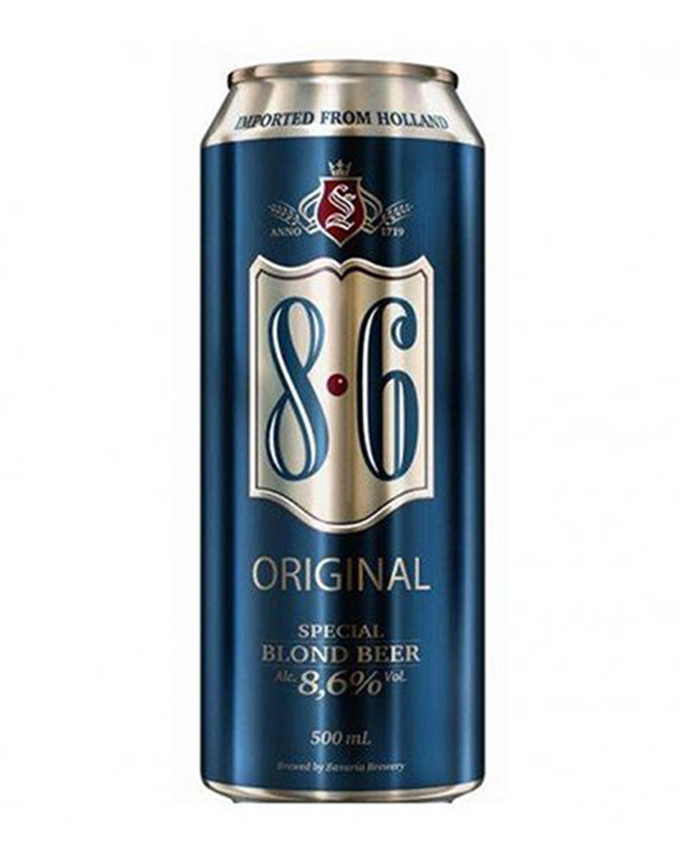 IMPORTED FROM HOLLAND
S
ANNO 1719
8·6
ORIGINAL
SPECIAL
BLOND BEER
Alc. 8,6% Vol.
500 mL
Brewed by Bavaria Brewery